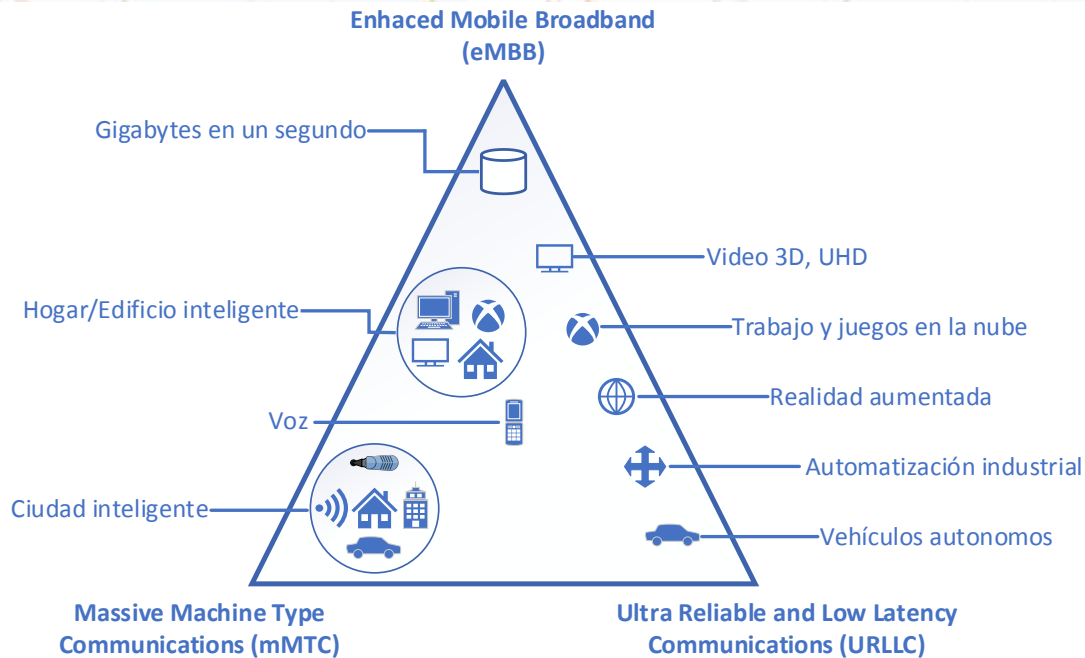 Enhaced Mobile Broadband
(eMBB)
Gigabytes en un segundo
Video 3D, UHD
Hogar/Edificio inteligente
Trabajo y juegos en la nube
Realidad aumentada
Voz
Automatización industrial
Ciudad inteligente
Vehículos autonomos
Massive Machine Type
Communications (mMTC)
Ultra Reliable and Low Latency
Communications (URLLC)